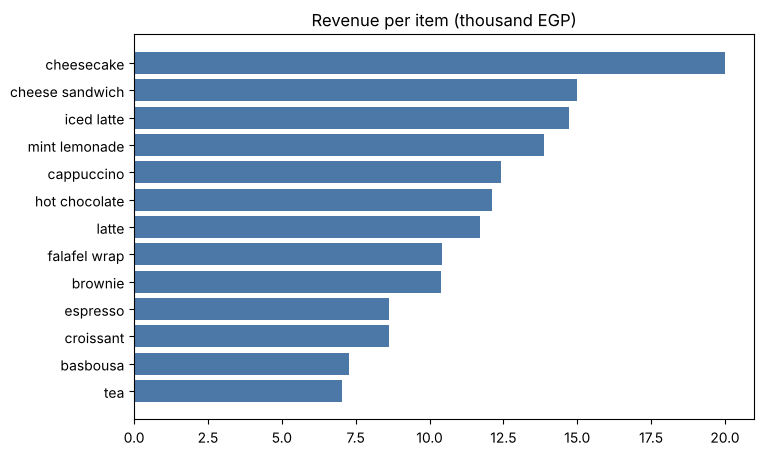 Revenue per item (thousand EGP)
cheesecake
cheese sandwich
iced latte
mint lemonade
cappuccino
hot chocolate
latte
falafel wrap
brownie
espresso
croissant
basbousa
tea
0.0 2.5 5.0 7.5 10.0 12.5 15.0 17.5 20.0